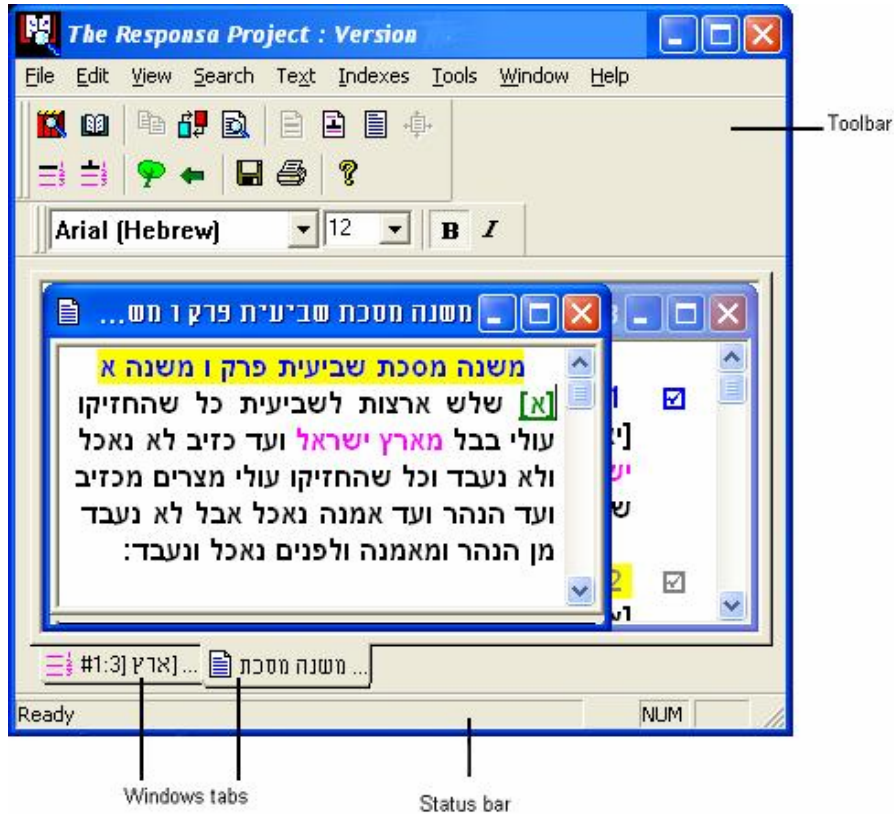 The Responsa Project : Version
File Edit View Search Text Indexes Tools Window Help
Toolbar
Arial (Hebrew) 12 B I
משנה מסכת שביעית פרק ו מש...
משנה מסכת שביעית פרק ו משנה א
[א] שלש ארצות לשביעית כל שהחזיקו
עולי בבל מארץ ישראל ועד כזיב לא נאכל
ולא נעבד וכל שהחזיקו עולי מצרים מכזיב
ועד הנהר ועד אמנה נאכל אבל לא נעבד
מן הנהר ומאמנה ולפנים נאכל ונעבד:
1
2
#1:3 [ארץ] ...
משנה מסכת ...
Ready NUM
Windows tabs
Status bar